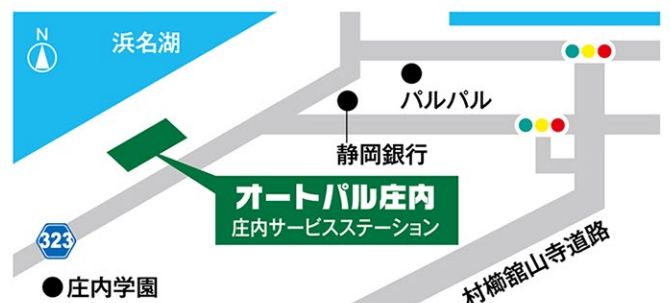 N
浜名湖
パルパル
静岡銀行
オートパル庄内
庄内サービスステーション
323
庄内学園
村櫛舘山寺道路